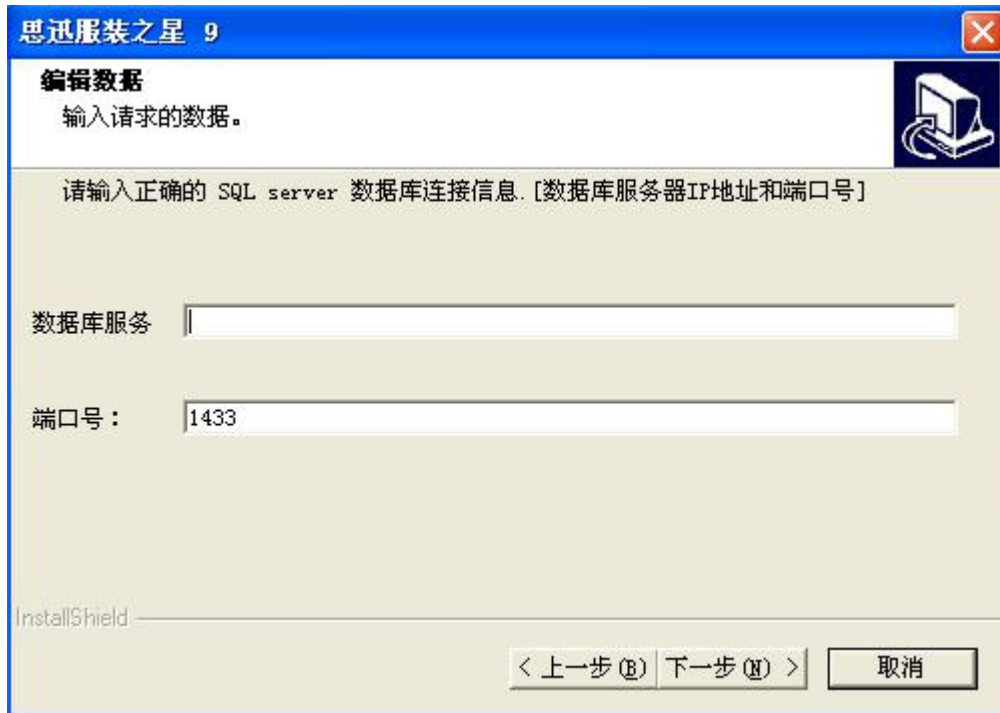 思迅服装之星 9
编辑数据
输入请求的数据。
请输入正确的 SQL server 数据库连接信息.[数据库服务器IP地址和端口号]
数据库服务
端口号： 1433
InstallShield
< 上一步(B) 下一步(N) > 取消